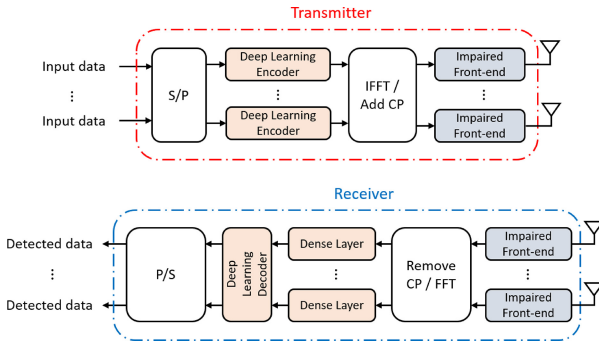 Transmitter
Input data
⋮
Input data
S/P
Deep Learning
Encoder
⋮
Deep Learning
Encoder
IFFT /
Add CP
Impaired
Front-end
⋮
Impaired
Front-end
Receiver
Detected data
⋮
Detected data
P/S
Deep
Learning
Decoder
Dense Layer
⋮
Dense Layer
Remove
CP / FFT
Impaired
Front-end
⋮
Impaired
Front-end